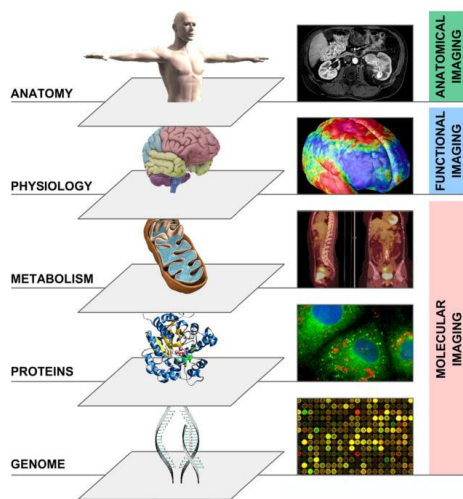 ANATOMY
ANATOMICAL
IMAGING
PHYSIOLOGY
FUNCTIONAL
IMAGING
METABOLISM
PROTEINS
GENOME
MOLECULAR
IMAGING